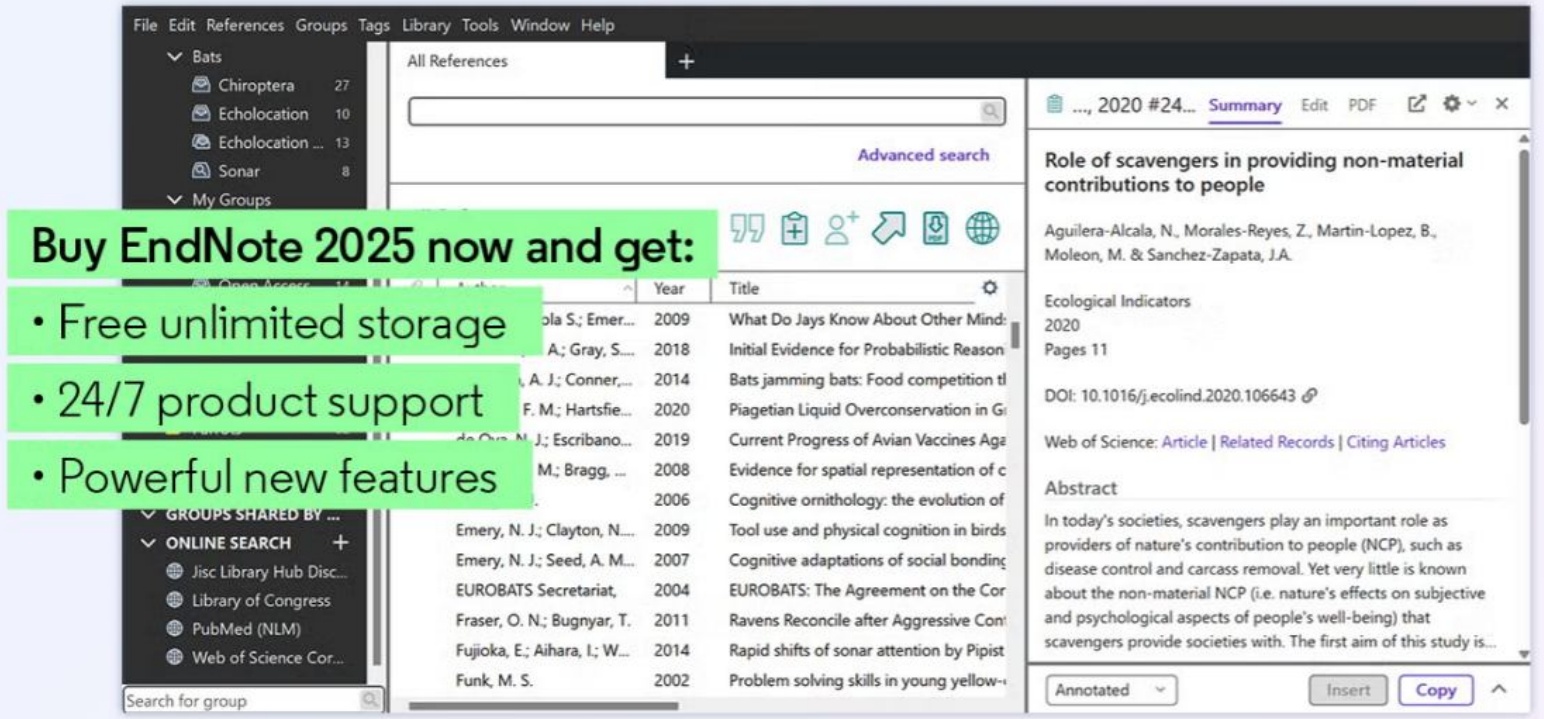 File Edit References Groups Tags Library Tools Window Help
Bats
Chiroptera 27
Echolocation 10
Echolocation ... 13
Sonar 8
My Groups
Buy EndNote 2025 now and get:
• Free unlimited storage
• 24/7 product support
• Powerful new features
GROUPS SHARED BY ...
ONLINE SEARCH +
Jisc Library Hub Disc...
Library of Congress
PubMed (NLM)
Web of Science Cor...
Search for group
All References +
Advanced search
Year Title
S.; Emer... 2009 What Do Jays Know About Other Mind
A.; Gray, S.... 2018 Initial Evidence for Probabilistic Reason
A. J.; Conner,... 2014 Bats jamming bats: Food competition
F. M.; Hartsfie... 2020 Piagetian Liquid Overconservation in
J.; Escribano... 2019 Current Progress of Avian Vaccines Aga
M.; Bragg, ... 2008 Evidence for spatial representation of c
2006 Cognitive ornithology: the evolution of
Emery, N. J.; Clayton, N.... 2009 Tool use and physical cognition in birds
Emery, N. J.; Seed, A. M... 2007 Cognitive adaptations of social bonding
EUROBATS Secretariat, 2004 EUROBATS: The Agreement on the Cor
Fraser, O. N.; Bugnyar, T. 2011 Ravens Reconcile after Aggressive Con
Fujioka, E.; Aihara, I.; W... 2014 Rapid shifts of sonar attention by Pipist
Funk, M. S. 2002 Problem solving skills in young yellow-
..., 2020 #24... Summary Edit PDF
Role of scavengers in providing non-material
contributions to people
Aguilera-Alcala, N., Morales-Reyes, Z., Martin-Lopez, B.,
Moleon, M. & Sanchez-Zapata, J.A.
Ecological Indicators
2020
Pages 11
DOI: 10.1016/j.ecolind.2020.106643
Web of Science: Article | Related Records | Citing Articles
Abstract
In today's societies, scavengers play an important role as
providers of nature's contribution to people (NCP), such as
disease control and carcass removal. Yet very little is known
about the non-material NCP (i.e. nature's effects on subjective
and psychological aspects of people's well-being) that
scavengers provide societies with. The first aim of this study is...
Annotated Insert Copy